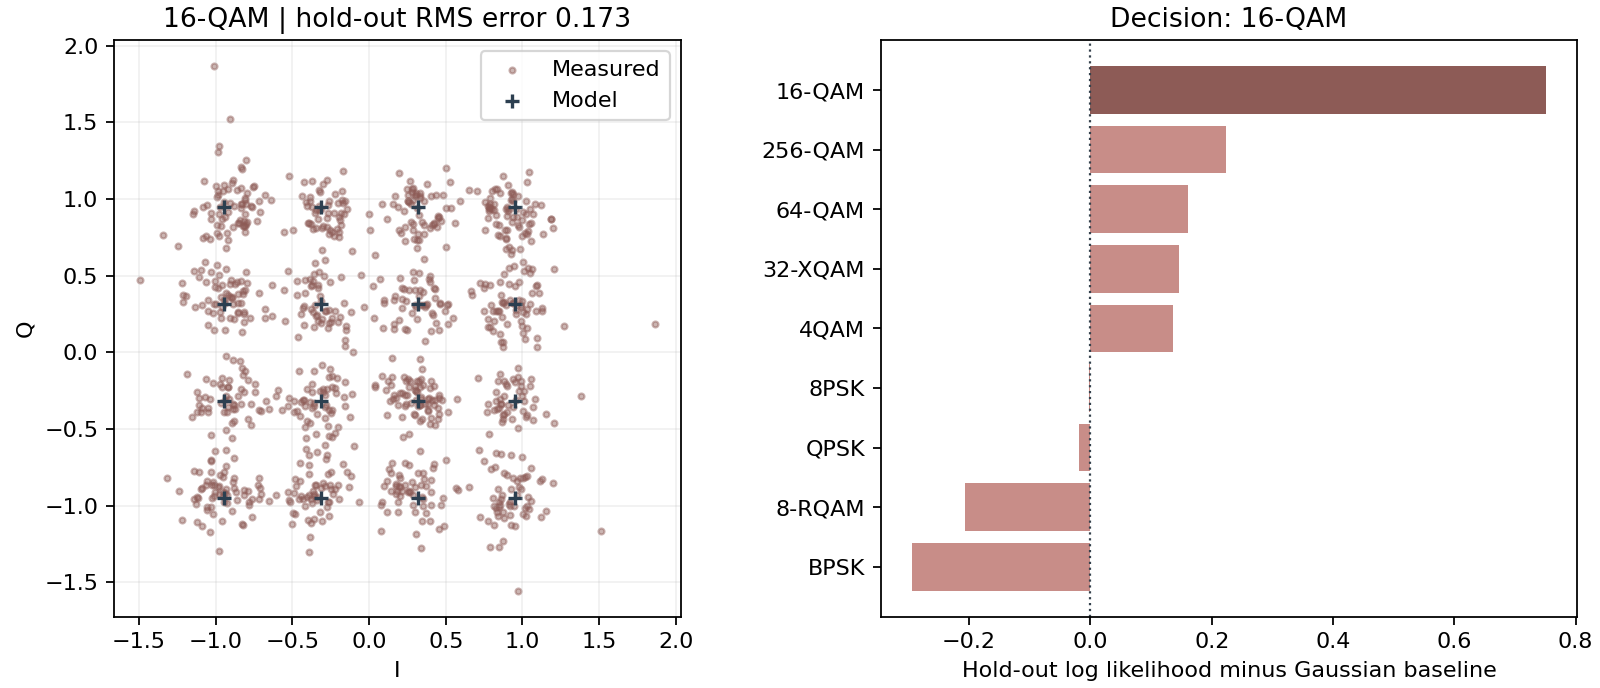 16-QAM | hold-out RMS error 0.173
2.0
1.5
1.0
0.5
0.0
−0.5
−1.0
−1.5
Q
Measured
Model
−1.5
−1.0
−0.5
0.0
0.5
1.0
1.5
2.0
I
Decision: 16-QAM
16-QAM
256-QAM
64-QAM
32-XQAM
4QAM
8PSK
QPSK
8-RQAM
BPSK
−0.2
0.0
0.2
0.4
0.6
0.8
Hold-out log likelihood minus Gaussian baseline